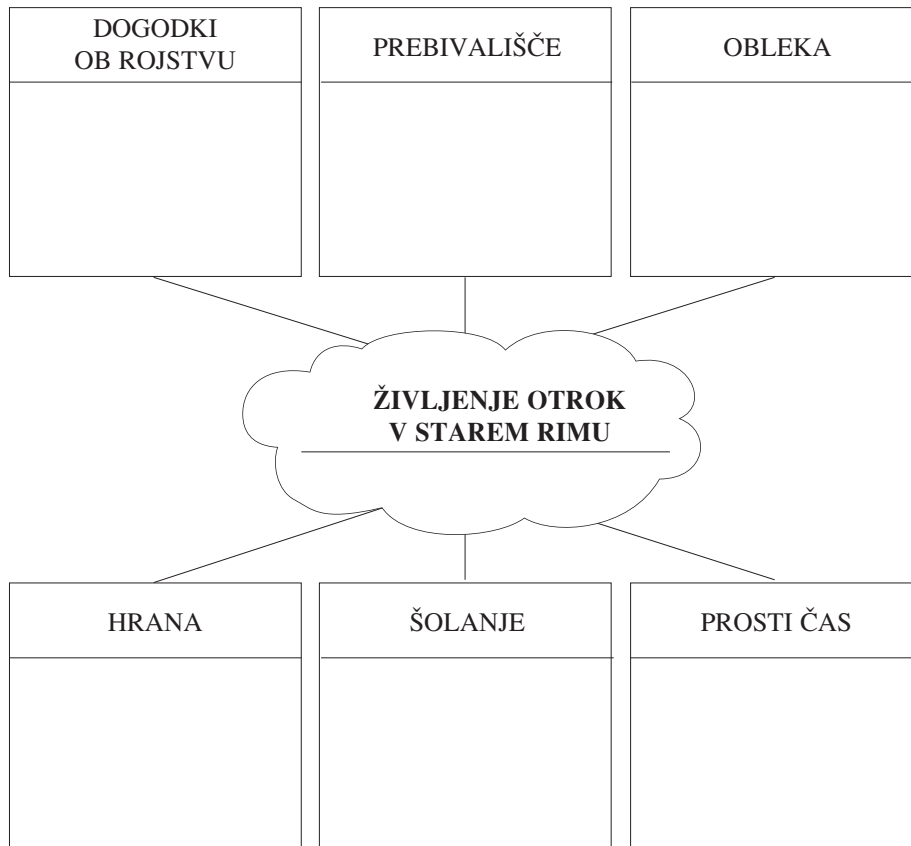 DOGODKI
OB ROJSTVU
PREBIVALIŠČE
OBLEKA
ŽIVLJENJE OTROK
V STAREM RIMU
HRANA
ŠOLANJE
PROSTI ČAS